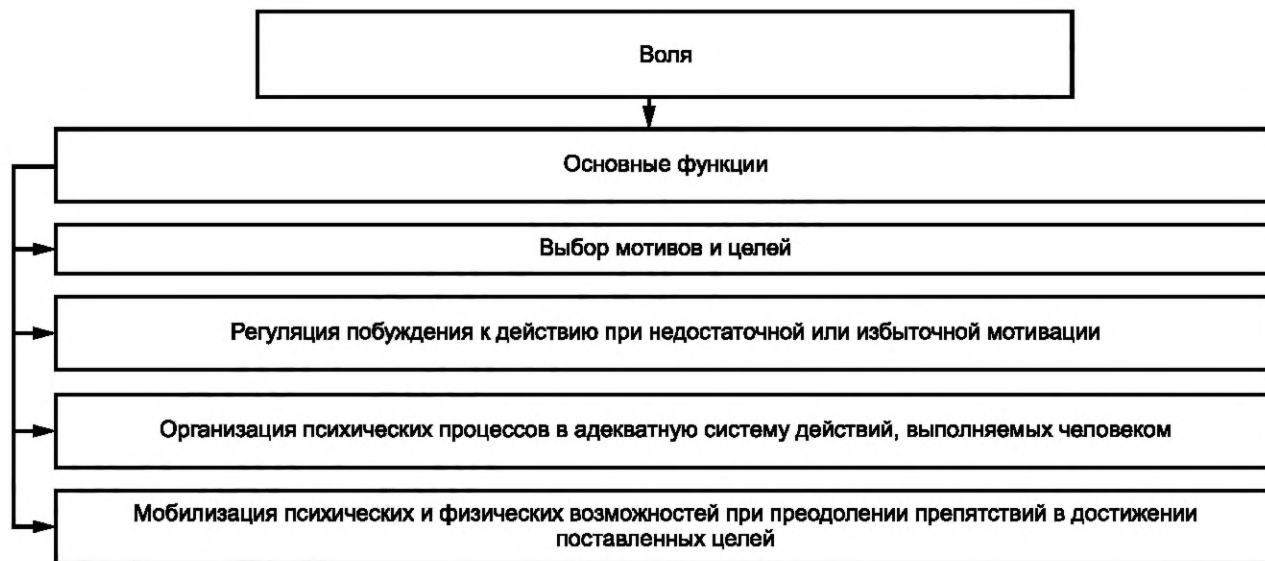 Воля
Основные функции
Выбор мотивов и целей
Регуляция побуждения к действию при недостаточной или избыточной мотивации
Организация психических процессов в адекватную систему действий, выполняемых человеком
Мобилизация психических и физических возможностей при преодолении препятствий в достижении
поставленных целей